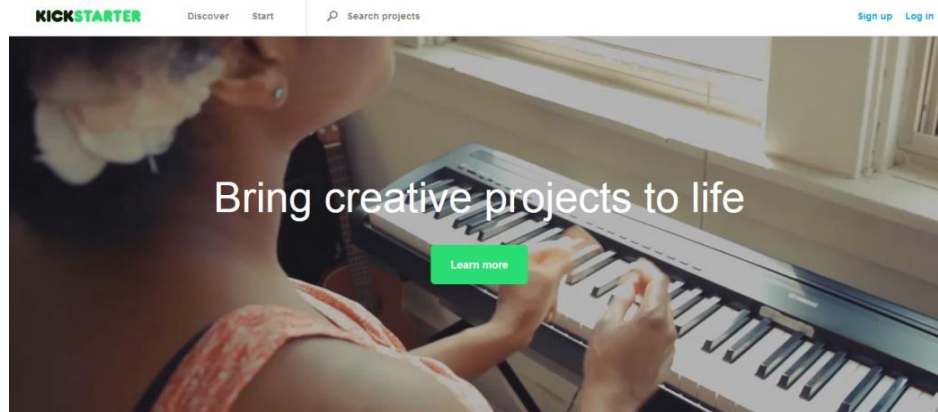 KICKSTARTER Discover Start Search projects Sign up Log in
Bring creative projects to life
Learn more